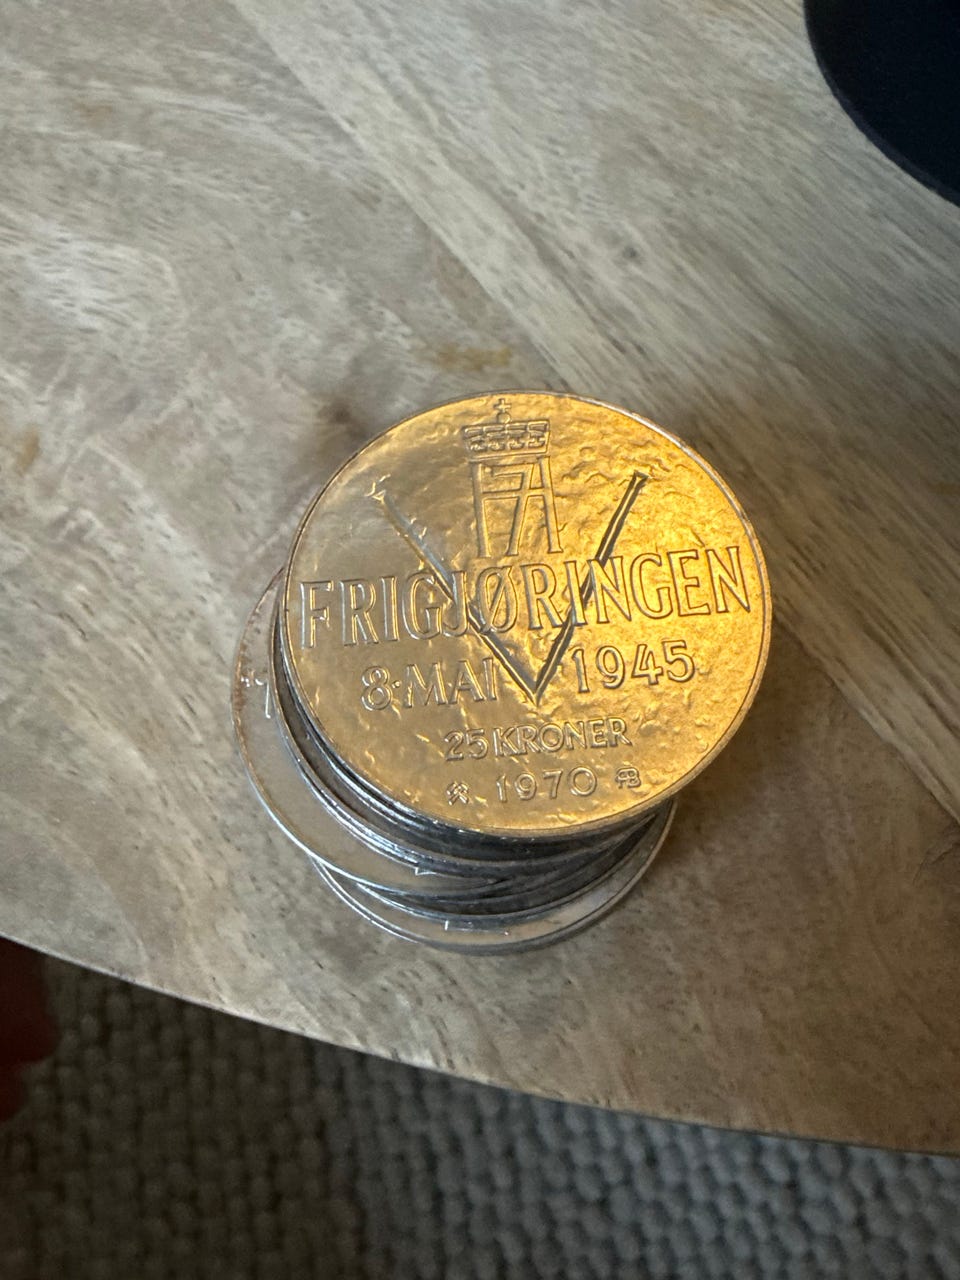 FRIGJØRINGEN
8·MAI 1945
25 KRONER
1970